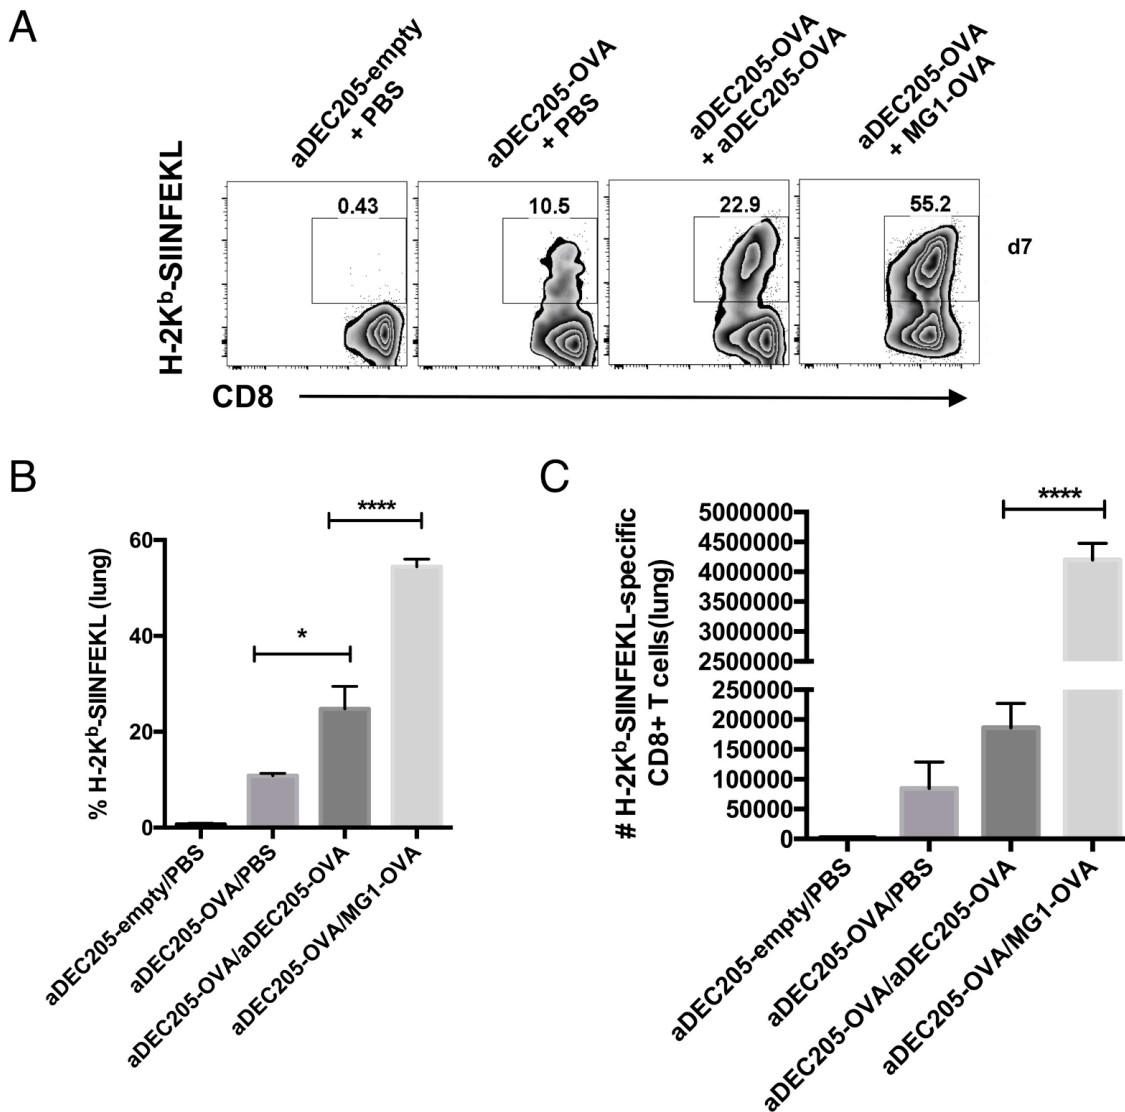 A
aDEC205-empty
+ PBS
aDEC205-OVA
+ PBS
aDEC205-OVA
+ aDEC205-OVA
aDEC205-OVA
+ MG1-OVA
H-2Kᵇ-SIINFEKL
0.43
10.5
22.9
55.2
d7
CD8
B
% H-2Kᵇ-SIINFEKL (lung)
60
40
20
0
*
****
aDEC205-empty/PBS
aDEC205-OVA/PBS
aDEC205-OVA/aDEC205-OVA
aDEC205-OVA/MG1-OVA
C
# H-2Kᵇ-SIINFEKL-specific
CD8+ T cells(lung)
5000000
4500000
4000000
3500000
3000000
2500000
250000
200000
150000
100000
50000
0
****
aDEC205-empty/PBS
aDEC205-OVA/PBS
aDEC205-OVA/aDEC205-OVA
aDEC205-OVA/MG1-OVA